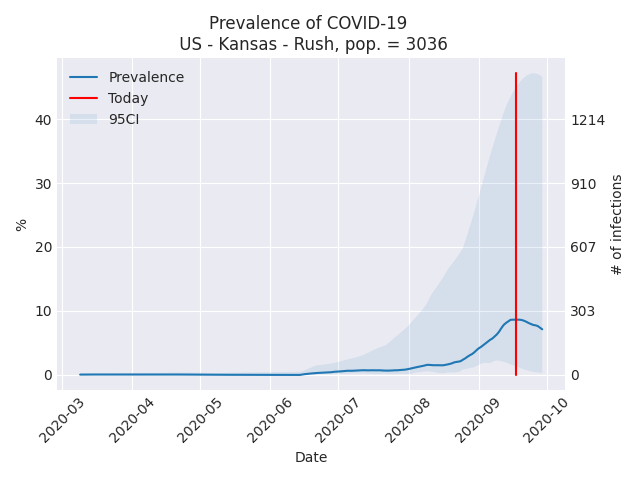 Prevalence of COVID-19
US - Kansas - Rush, pop. = 3036
Prevalence
Today
95CI
40
30
20
10
0
%
1214
910
607
303
0
# of infections
2020-03
2020-04
2020-05
2020-06
2020-07
2020-08
2020-09
2020-10
Date